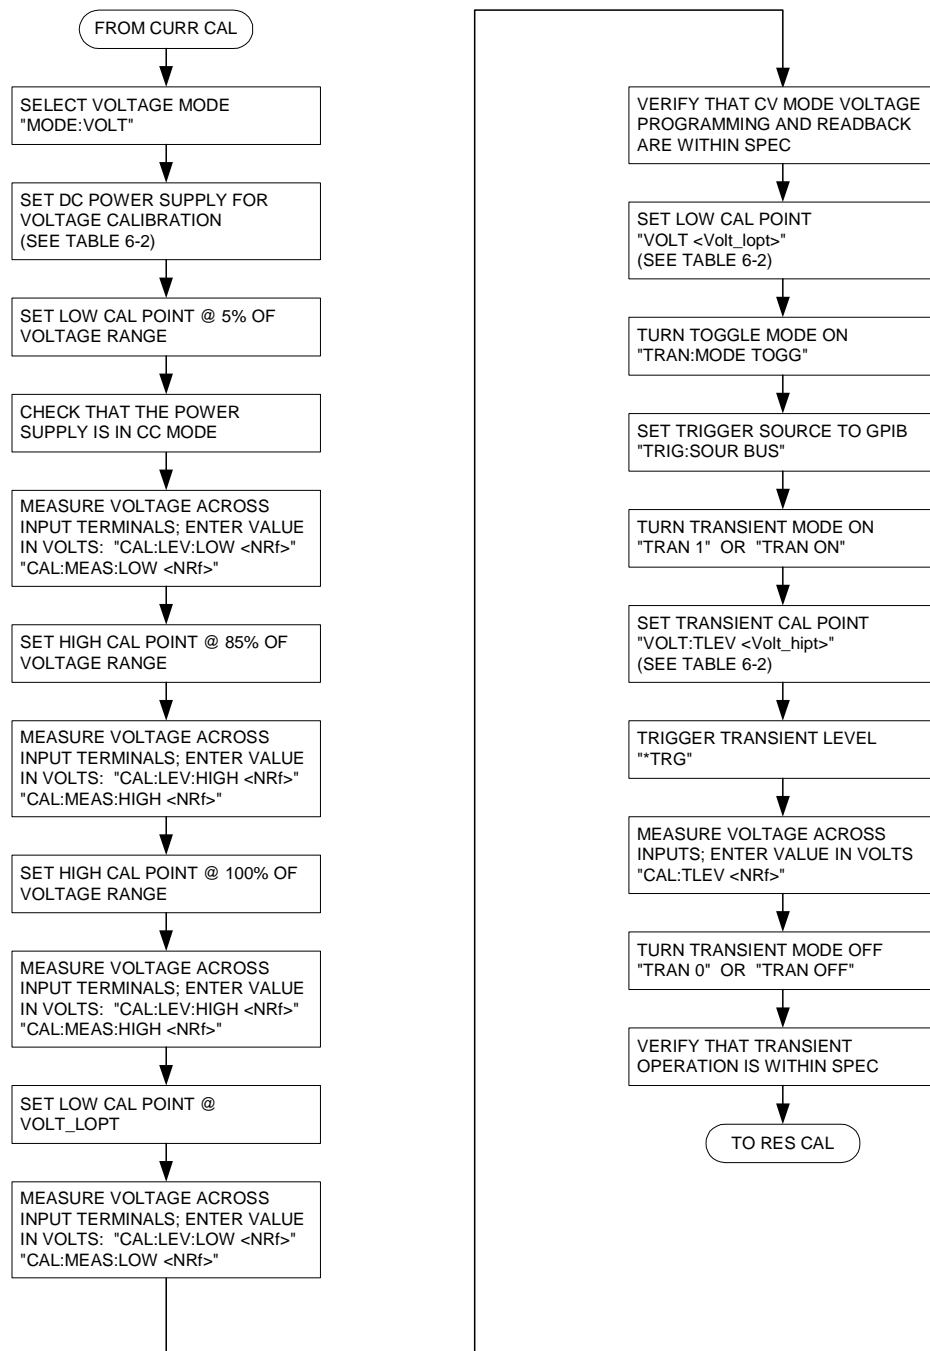 FROM CURR CAL
SELECT VOLTAGE MODE
"MODE:VOLT"
SET DC POWER SUPPLY FOR
VOLTAGE CALIBRATION
(SEE TABLE 6-2)
SET LOW CAL POINT @ 5% OF
VOLTAGE RANGE
CHECK THAT THE POWER
SUPPLY IS IN CC MODE
MEASURE VOLTAGE ACROSS
INPUT TERMINALS; ENTER VALUE
IN VOLTS: "CAL:LEV:LOW <NRf>"
"CAL:MEAS:LOW <NRf>"
SET HIGH CAL POINT @ 85% OF
VOLTAGE RANGE
MEASURE VOLTAGE ACROSS
INPUT TERMINALS; ENTER VALUE
IN VOLTS: "CAL:LEV:HIGH <NRf>"
"CAL:MEAS:HIGH <NRf>"
SET HIGH CAL POINT @ 100% OF
VOLTAGE RANGE
MEASURE VOLTAGE ACROSS
INPUT TERMINALS; ENTER VALUE
IN VOLTS: "CAL:LEV:HIGH <NRf>"
"CAL:MEAS:HIGH <NRf>"
SET LOW CAL POINT @
VOLT_LOPT
MEASURE VOLTAGE ACROSS
INPUT TERMINALS; ENTER VALUE
IN VOLTS: "CAL:LEV:LOW <NRf>"
"CAL:MEAS:LOW <NRf>"
VERIFY THAT CV MODE VOLTAGE
PROGRAMMING AND READBACK
ARE WITHIN SPEC
SET LOW CAL POINT
"VOLT <Volt_lopt>"
(SEE TABLE 6-2)
TURN TOGGLE MODE ON
"TRAN:MODE TOGG"
SET TRIGGER SOURCE TO GPIB
"TRIG:SOUR BUS"
TURN TRANSIENT MODE ON
"TRAN 1" OR "TRAN ON"
SET TRANSIENT CAL POINT
"VOLT:TLEV <Volt_hipt>"
(SEE TABLE 6-2)
TRIGGER TRANSIENT LEVEL
"*TRG"
MEASURE VOLTAGE ACROSS
INPUTS; ENTER VALUE IN VOLTS
"CAL:TLEV <NRf>"
TURN TRANSIENT MODE OFF
"TRAN 0" OR "TRAN OFF"
VERIFY THAT TRANSIENT
OPERATION IS WITHIN SPEC
TO RES CAL